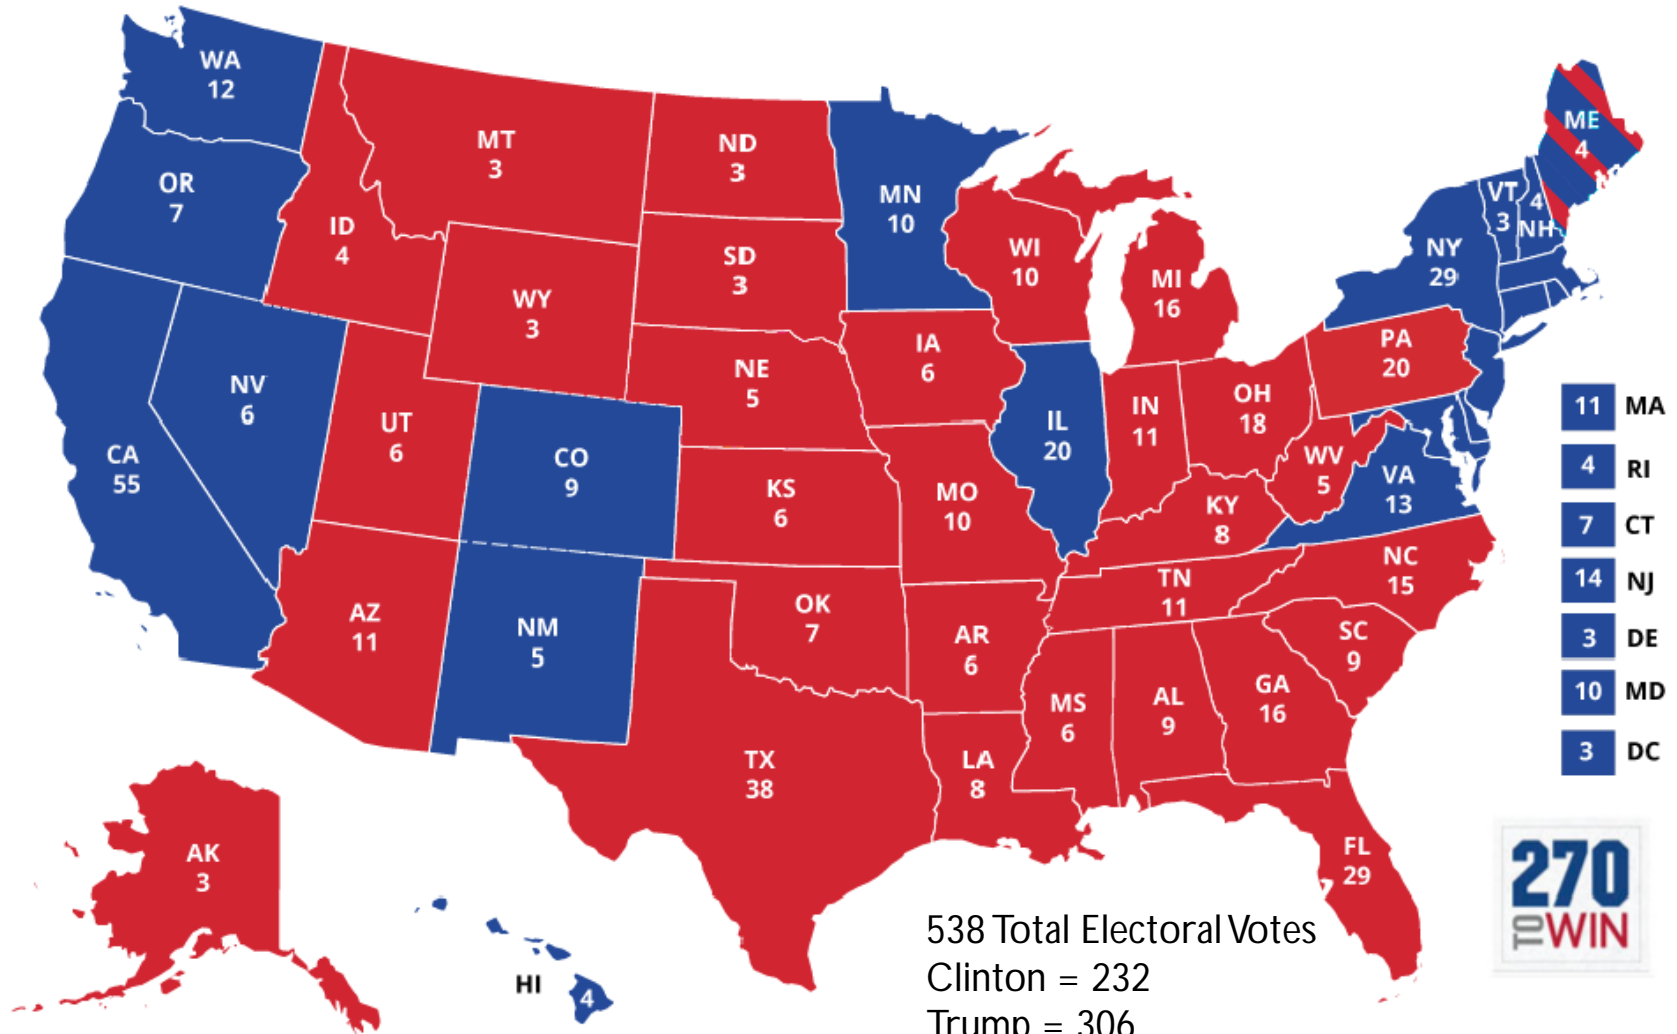 WA
12
OR
7
CA
55
NV
6
ID
4
MT
3
WY
3
UT
6
AZ
11
CO
9
NM
5
ND
3
SD
3
NE
5
KS
6
OK
7
TX
38
MN
10
IA
6
MO
10
AR
6
LA
8
WI
10
IL
20
MI
16
IN
11
OH
18
KY
8
TN
11
MS
6
AL
9
GA
16
FL
29
SC
9
NC
15
VA
13
WV
5
PA
20
NY
29
VT
3
4
NH
ME
4
11 MA
4 RI
7 CT
14 NJ
3 DE
10 MD
3 DC
AK
3
HI
4
538 Total Electoral Votes
Clinton = 232
Trump = 306
270
TO WIN